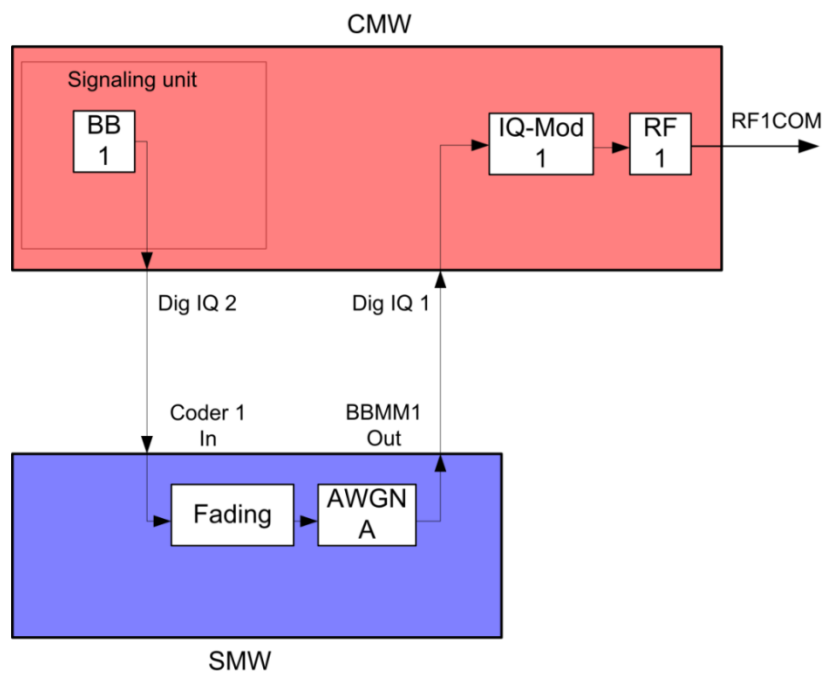 CMW
Signaling unit
BB
1
IQ-Mod
1
RF
1
RF1COM
Dig IQ 2
Dig IQ 1
Coder 1
In
BBMM1
Out
Fading
AWGN
A
SMW